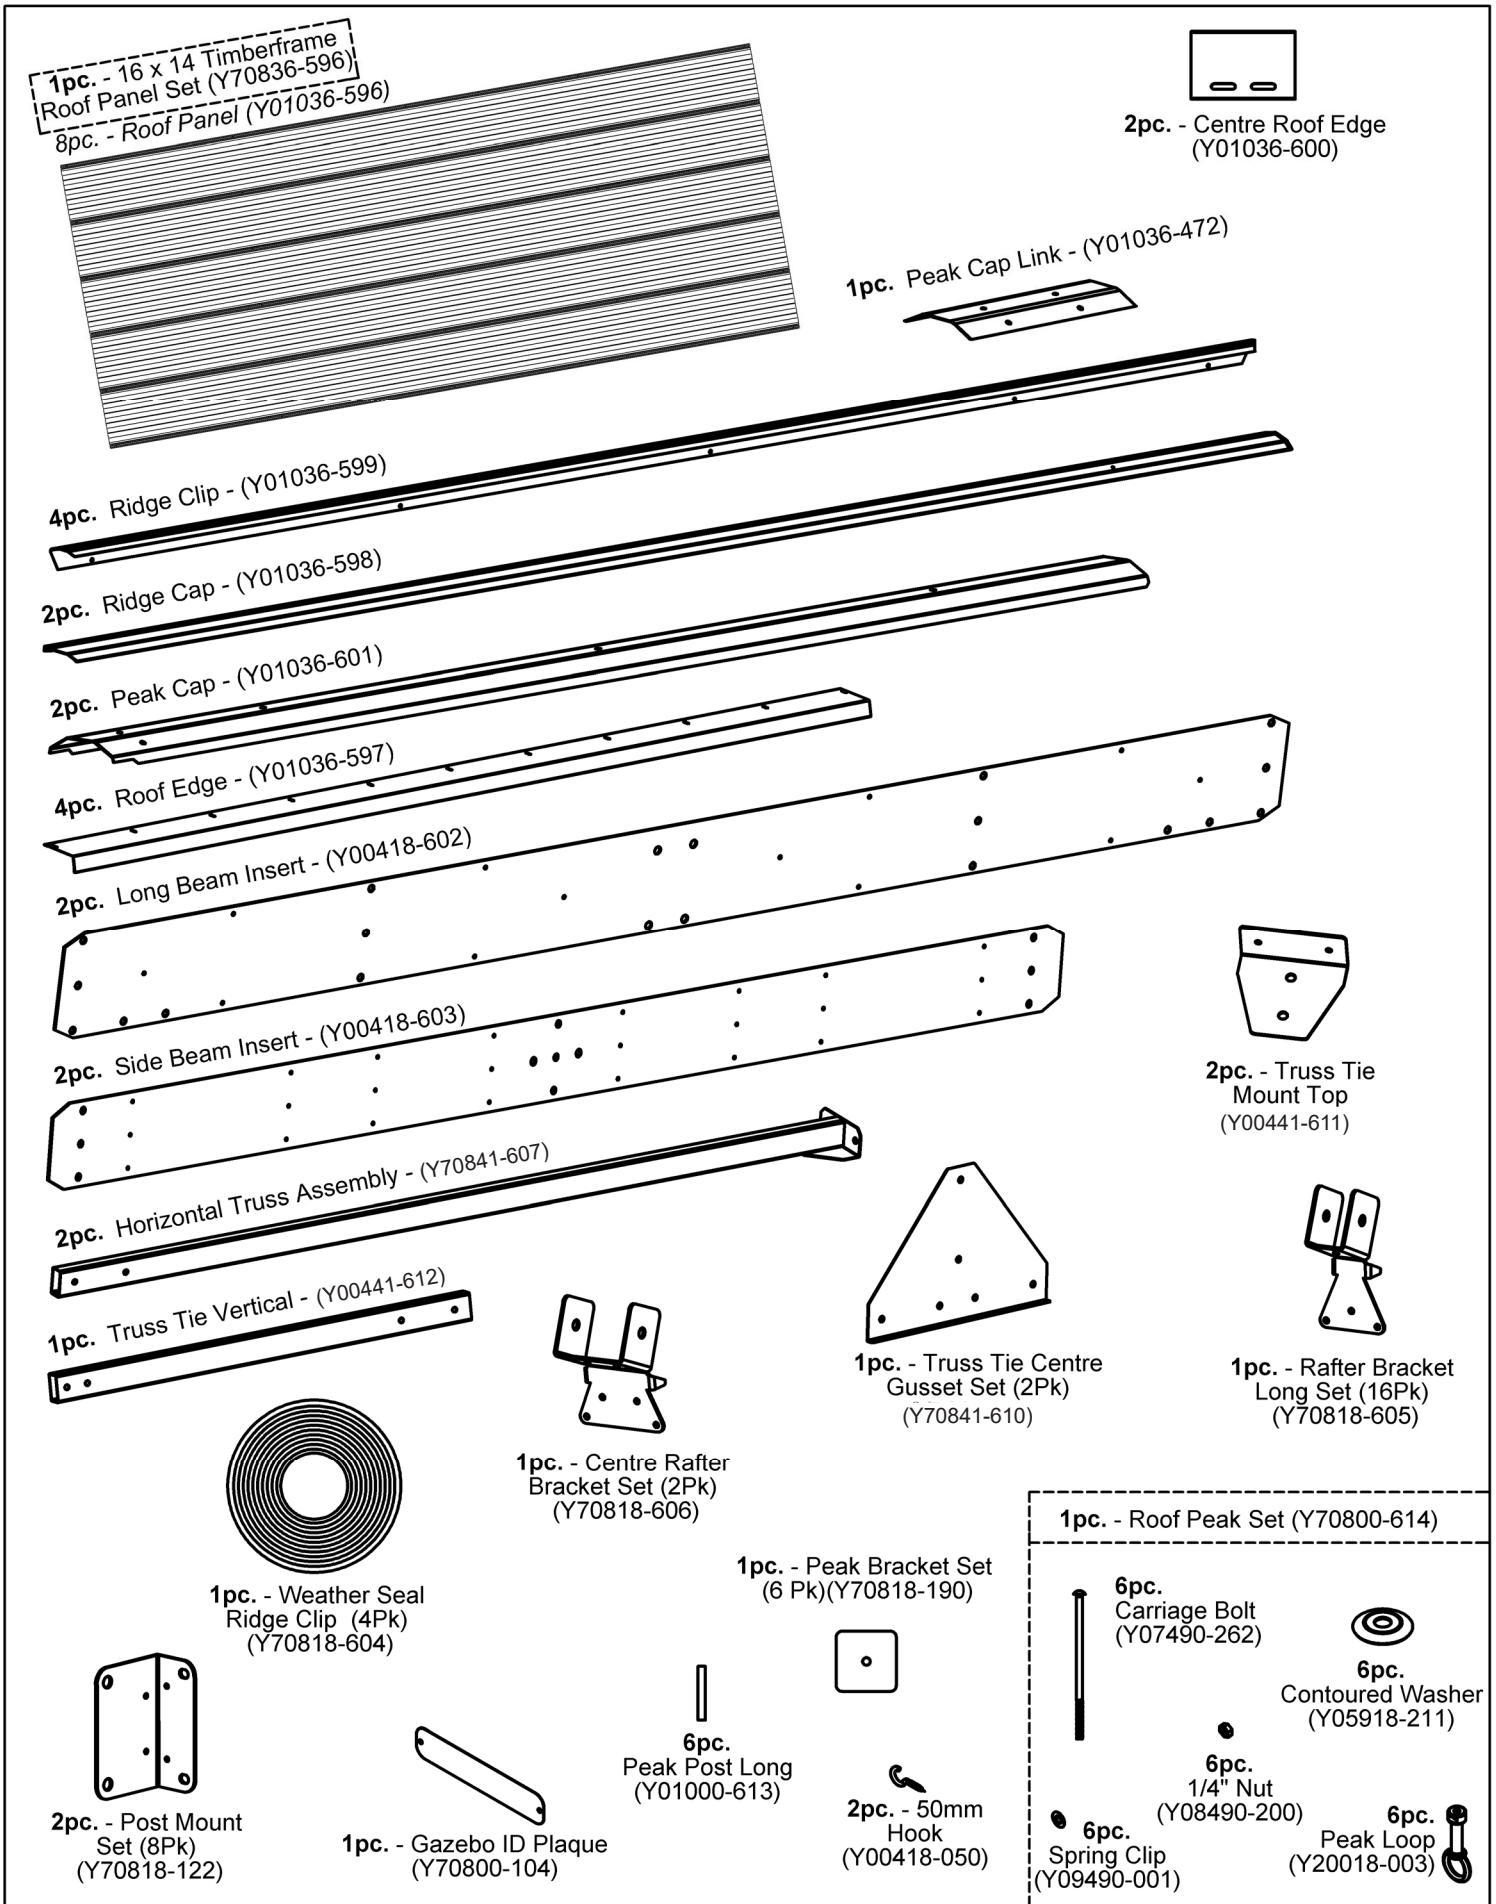 1pc. - 16 x 14 Timberframe
Roof Panel Set (Y70836-596)
8pc. - Roof Panel (Y01036-596)
2pc. - Centre Roof Edge
(Y01036-600)
1pc. Peak Cap Link - (Y01036-472)
4pc. Ridge Clip - (Y01036-599)
2pc. Ridge Cap - (Y01036-598)
2pc. Peak Cap - (Y01036-601)
4pc. Roof Edge - (Y01036-597)
2pc. Long Beam Insert - (Y00418-602)
2pc. Side Beam Insert - (Y00418-603)
2pc. - Truss Tie
Mount Top
(Y00441-611)
2pc. Horizontal Truss Assembly - (Y70841-607)
1pc. Truss Tie Vertical - (Y00441-612)
1pc. - Truss Tie Centre
Gusset Set (2Pk)
(Y70841-610)
1pc. - Rafter Bracket
Long Set (16Pk)
(Y70818-605)
1pc. - Centre Rafter
Bracket Set (2Pk)
(Y70818-606)
1pc. - Weather Seal
Ridge Clip (4Pk)
(Y70818-604)
1pc. - Peak Bracket Set
(6 Pk)(Y70818-190)
1pc. - Roof Peak Set (Y70800-614)
6pc.
Carriage Bolt
(Y07490-262)
6pc.
Contoured Washer
(Y05918-211)
6pc.
1/4" Nut
(Y08490-200)
6pc.
Spring Clip
(Y09490-001)
6pc.
Peak Loop
(Y20018-003)
2pc. - Post Mount
Set (8Pk)
(Y70818-122)
1pc. - Gazebo ID Plaque
(Y70800-104)
6pc.
Peak Post Long
(Y01000-613)
2pc. - 50mm
Hook
(Y00418-050)